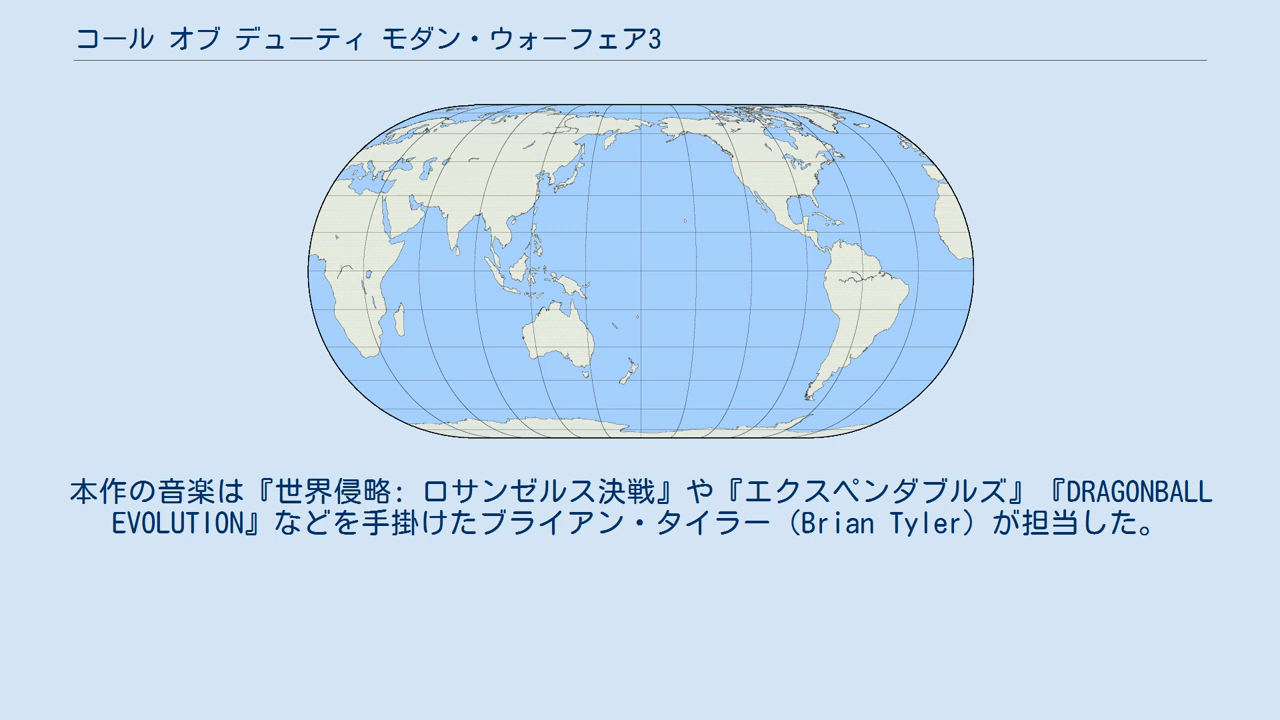 コール オブ デューティ モダン・ウォーフェア3
本作の音楽は『世界侵略: ロサンゼルス決戦』や『エクスペンダブルズ』『DRAGONBALL
EVOLUTION』などを手掛けたブライアン・タイラー（Brian Tyler）が担当した。